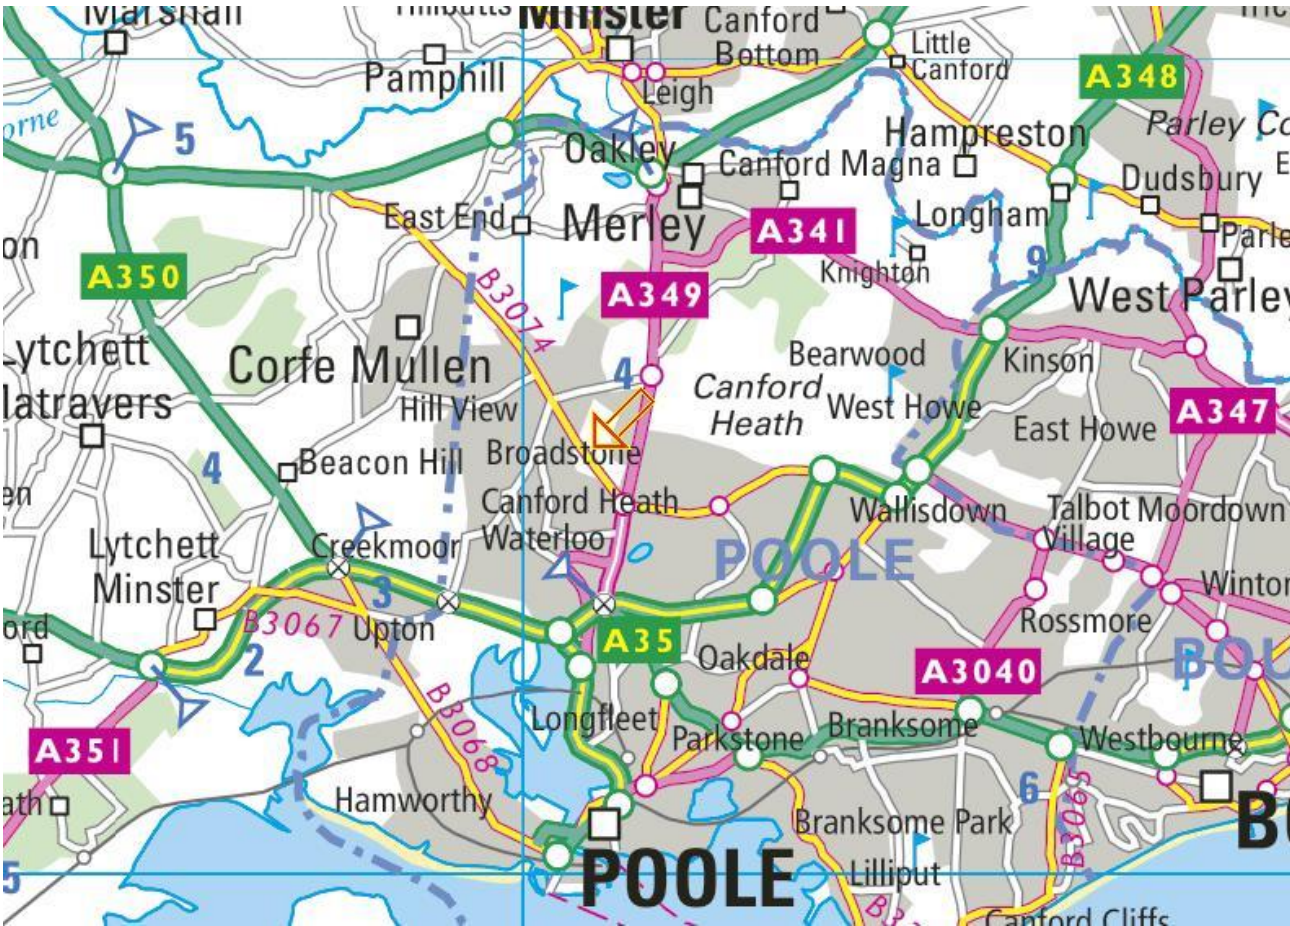 Minster
Canford
Bottom
Little
Canford
A348
Pamphill
Leigh
5
Hampreston
Oakley
Canford Magna
Dudsbury
East End
Merley
A341
Longham
A350
Knighton
9
B3074
A349
West Parley
Corfe Mullen
Bearwood
Kinson
4
Canford
Heath
West Howe
A347
Hill View
East Howe
Broadstone
Beacon Hill
4
Canford Heath
Wallisdown
Talbot
Village
Moordown
Waterloo
Lytchett
Minster
Creekmoor
POOLE
3
B3067
Upton
Rossmore
2
A35
Oakdale
A3040
B3068
Longfleet
Parkstone
Branksome
Westbourne
A351
Hamworthy
6
B3065
Branksome Park
POOLE
Lilliput
5
Canford Cliffs